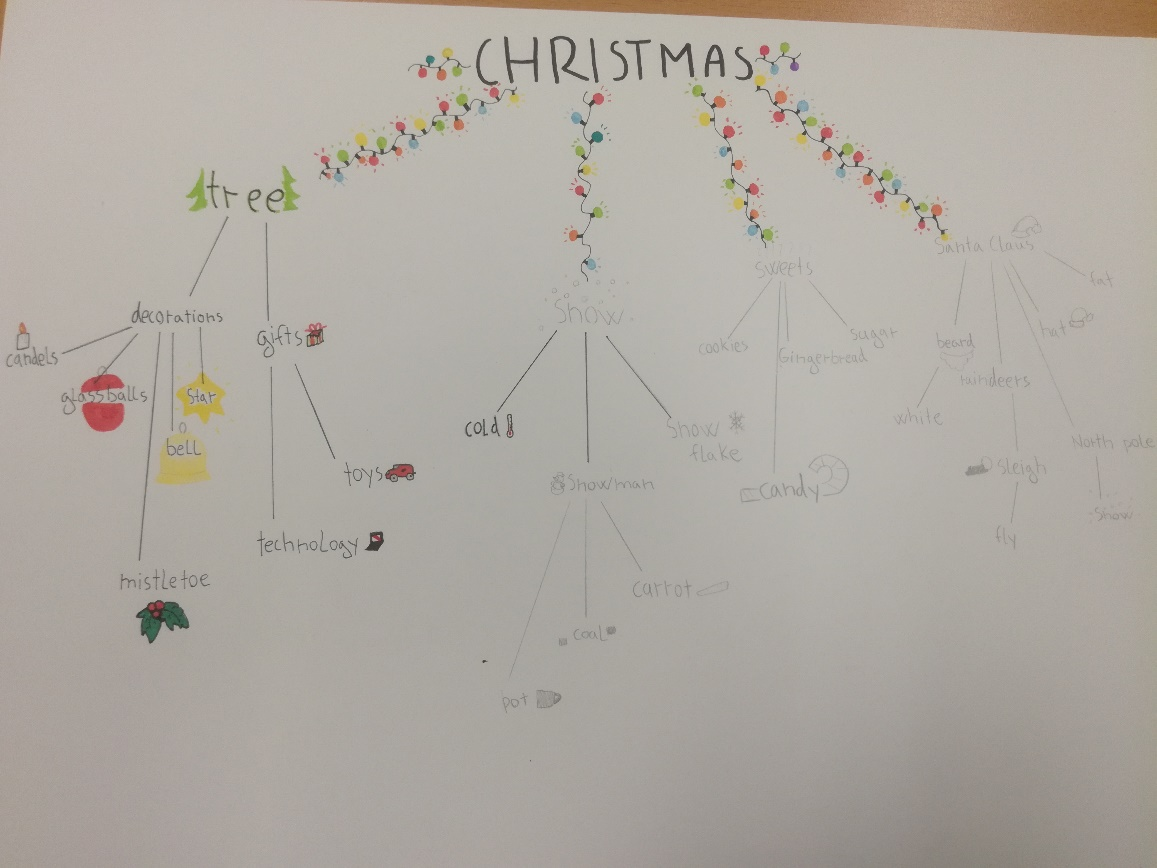 CHRISTMAS
tree
decorations
candels
glassballs
Star
bell
mistletoe
gifts
toys
technology
Snow
cold
Snow
flake
Snowman
carrot
coal
pot
sweets
cookies
Gingerbread
sugar
candy
Santa Claus
beard
white
raindeers
sleigh
fly
hat
fat
North pole
Snow